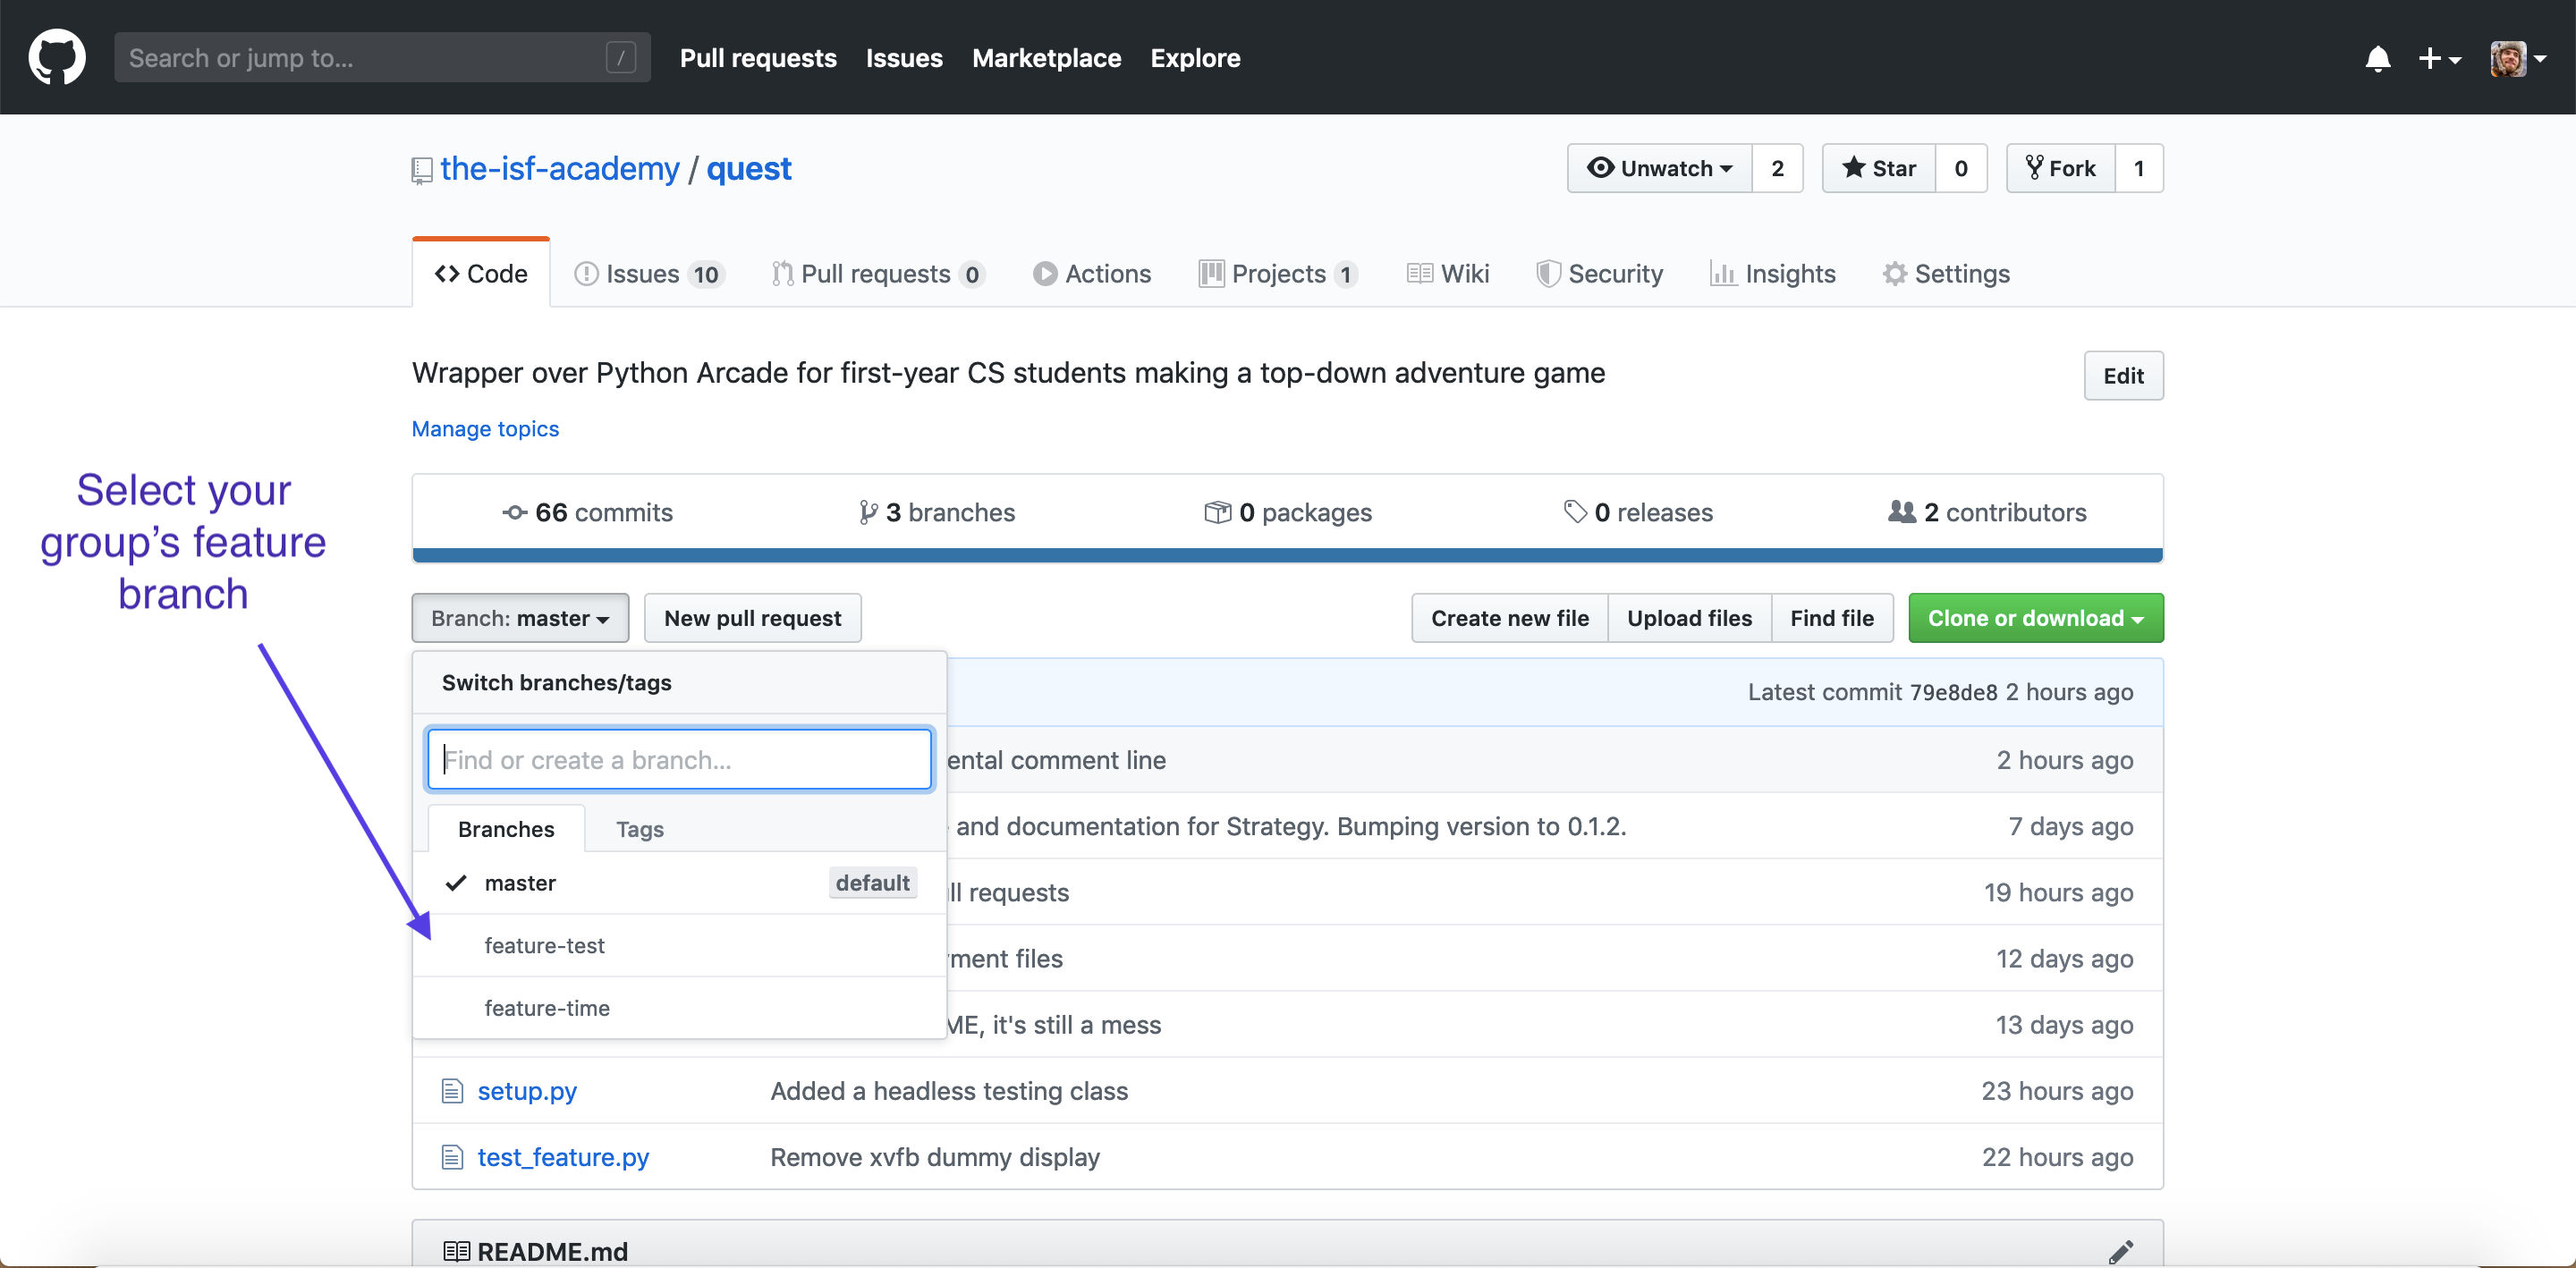 Search or jump to... /
Pull requests Issues Marketplace Explore
the-isf-academy / quest
Unwatch 2 Star 0 Fork 1
Code Issues 10 Pull requests 0 Actions Projects 1 Wiki Security Insights Settings
Wrapper over Python Arcade for first-year CS students making a top-down adventure game
Edit
Manage topics
Select your
group’s feature
branch
66 commits 3 branches 0 packages 0 releases 2 contributors
Branch: master New pull request Create new file Upload files Find file Clone or download
Switch branches/tags
Latest commit 79e8de8 2 hours ago
Find or create a branch...
ental comment line 2 hours ago
Branches Tags
and documentation for Strategy. Bumping version to 0.1.2. 7 days ago
master default
ll requests 19 hours ago
feature-test
ment files 12 days ago
feature-time
ME, it's still a mess 13 days ago
setup.py Added a headless testing class 23 hours ago
test_feature.py Remove xvfb dummy display 22 hours ago
README.md